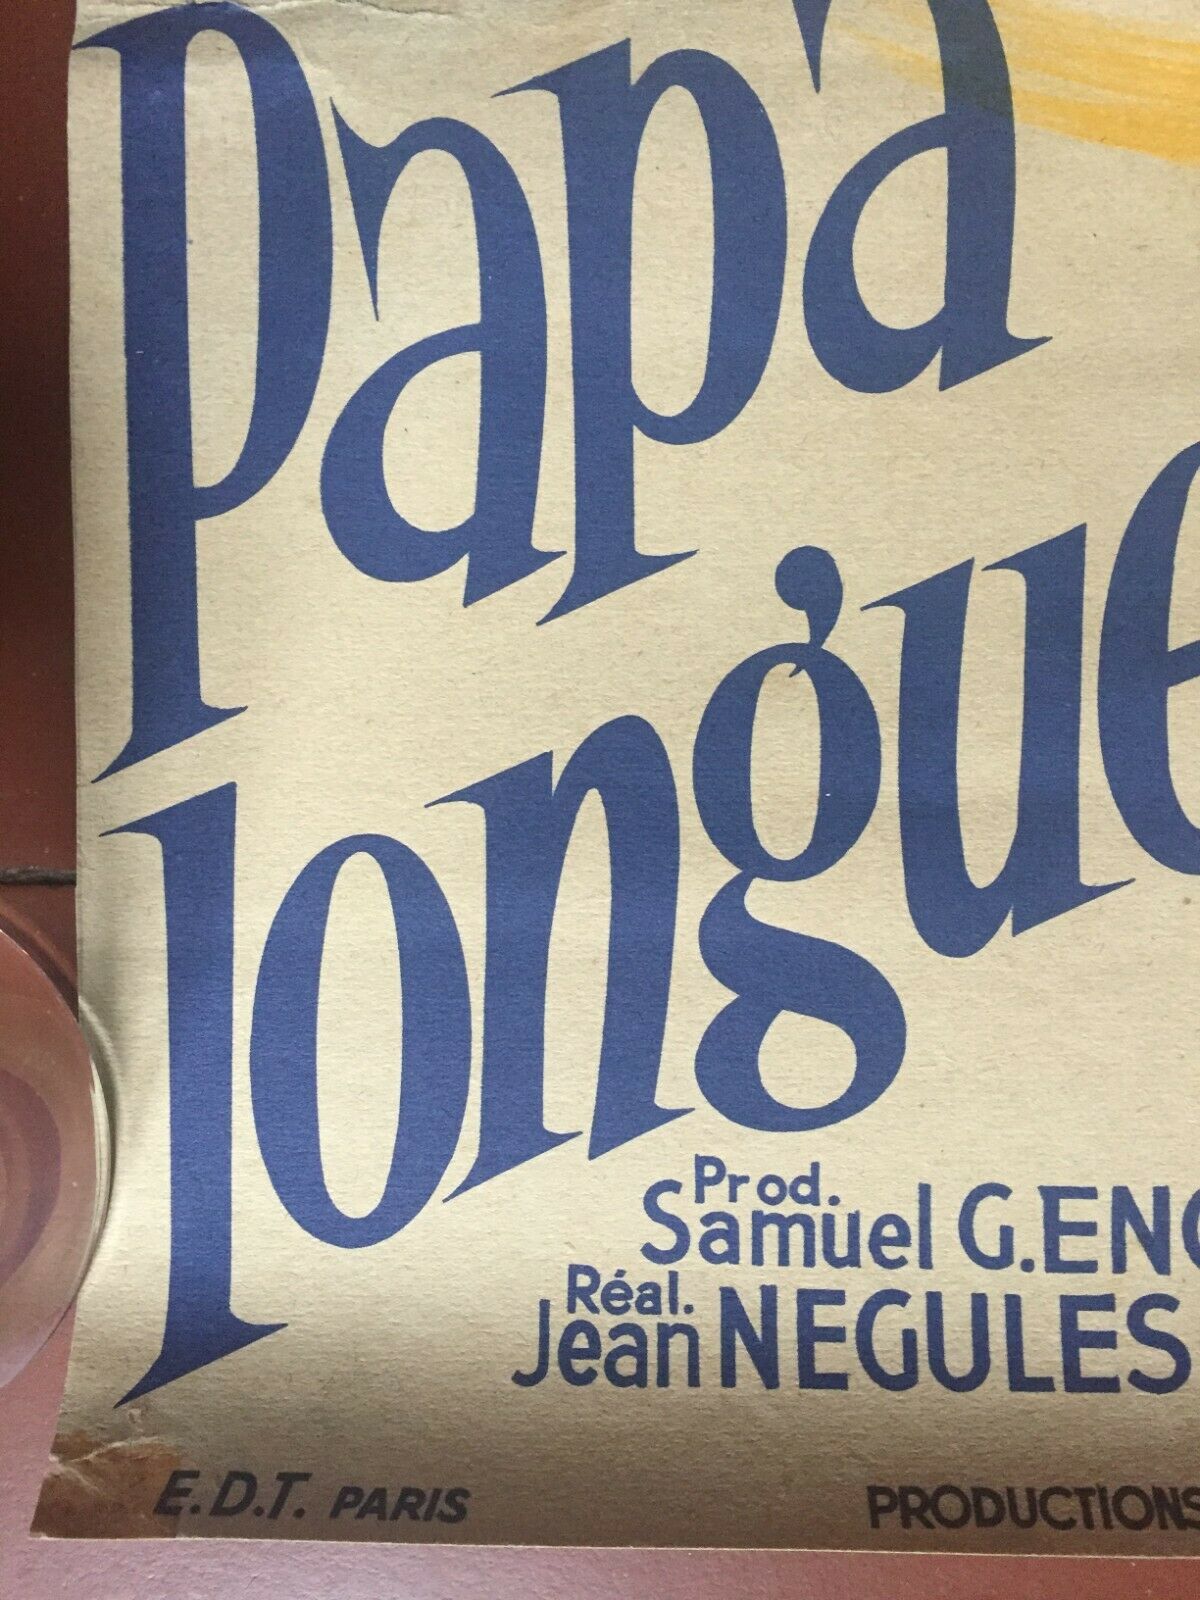 Papa
longue
Prod.
Samuel G.ENG
Réal.
Jean NEGULES
E.D.T. PARIS
PRODUCTIONS